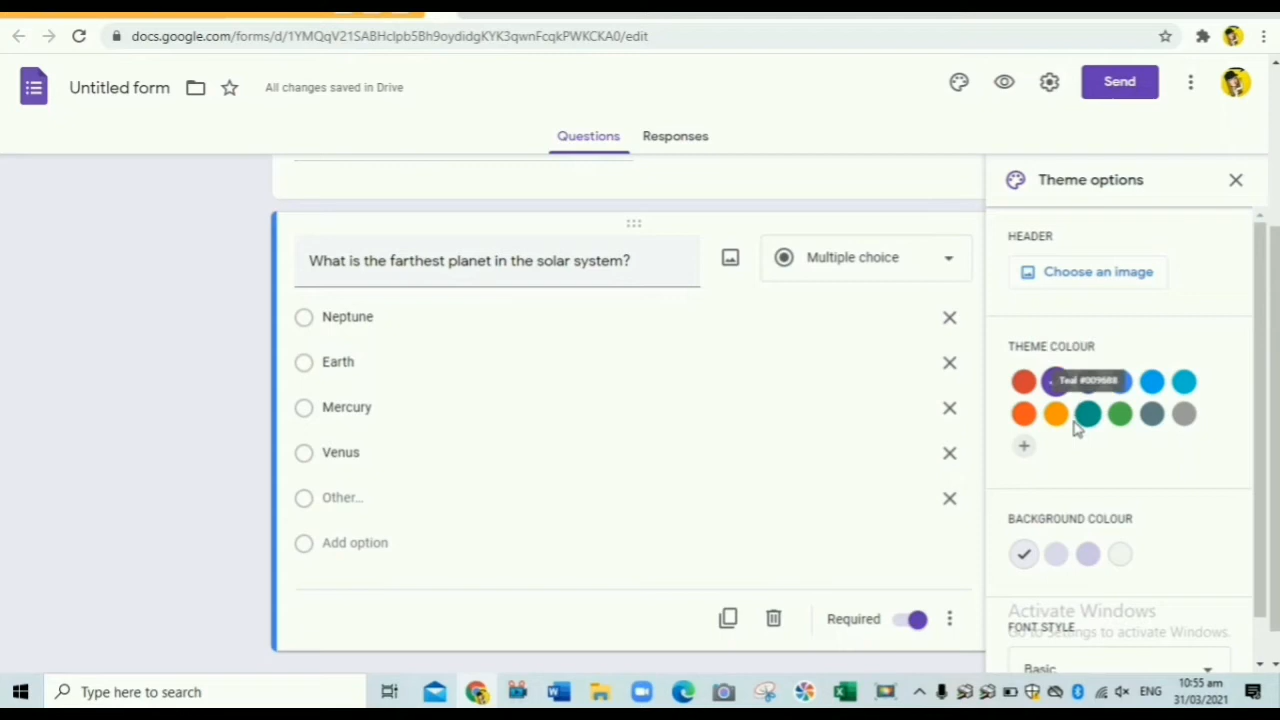 docs.google.com/forms/d/1YMQqV21SABHclpb5Bh9oydidgKYK3qwnFcqkPWKCKA0/edit
Untitled form
All changes saved in Drive
Send
Questions
Responses
Theme options
HEADER
Choose an image
What is the farthest planet in the solar system?
Multiple choice
Neptune
Earth
Mercury
Venus
Other...
Add option
THEME COLOUR
Teal #009688
BACKGROUND COLOUR
Required
Activate Windows
Go to Settings to activate Windows.
FONT STYLE
Basic
Type here to search
ENG
10:55 am
31/03/2021